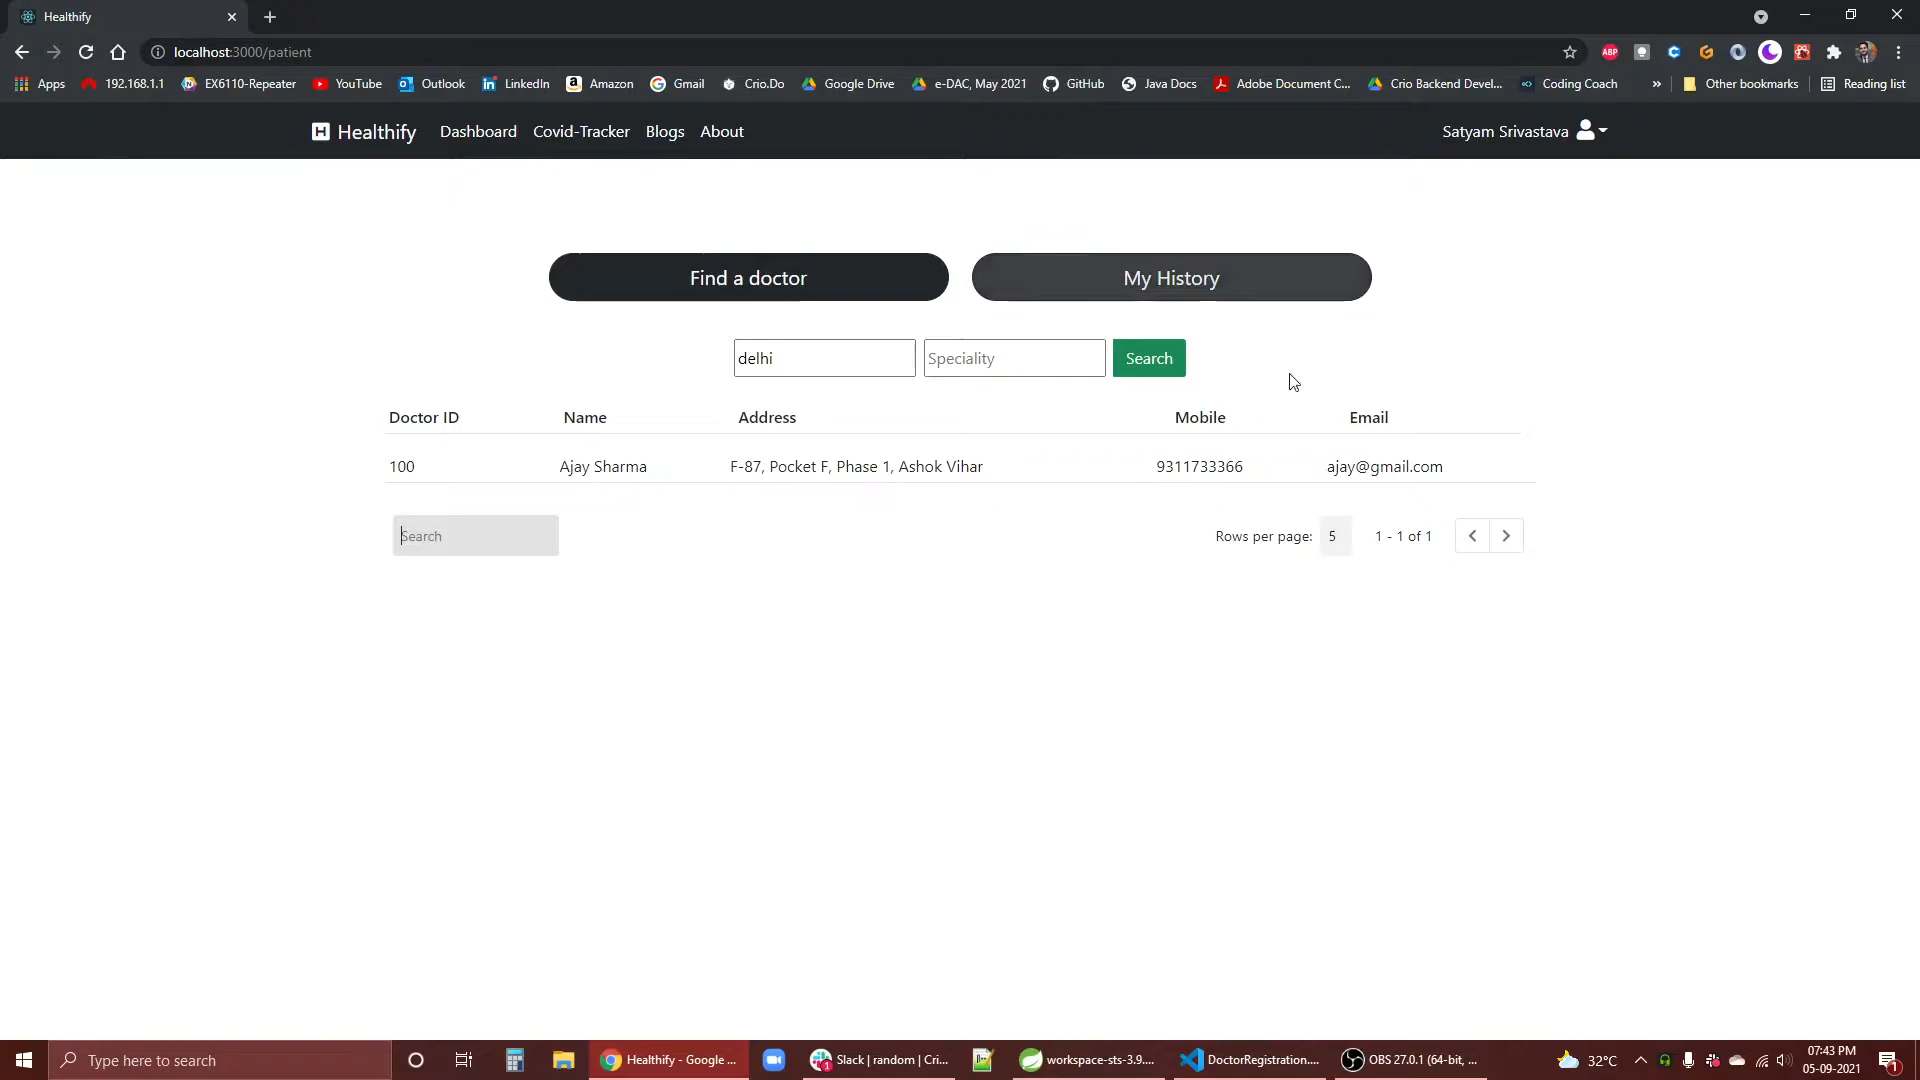 Healthify
localhost:3000/patient
Apps 192.168.1.1 EX6110-Repeater YouTube Outlook LinkedIn Amazon Gmail Crio.Do Google Drive e-DAC, May 2021 GitHub Java Docs Adobe Document C... Crio Backend Devel... Coding Coach » Other bookmarks Reading list
H Healthify Dashboard Covid-Tracker Blogs About Satyam Srivastava
Find a doctor My History
delhi Speciality Search
Doctor ID Name Address Mobile Email
100 Ajay Sharma F-87, Pocket F, Phase 1, Ashok Vihar 9311733366 ajay@gmail.com
Search Rows per page: 5 1 - 1 of 1
Type here to search Healthify - Google ... Slack | random | Cri... workspace-sts-3.9.... DoctorRegistration.... OBS 27.0.1 (64-bit, ... 32°C 07:43 PM
05-09-2021